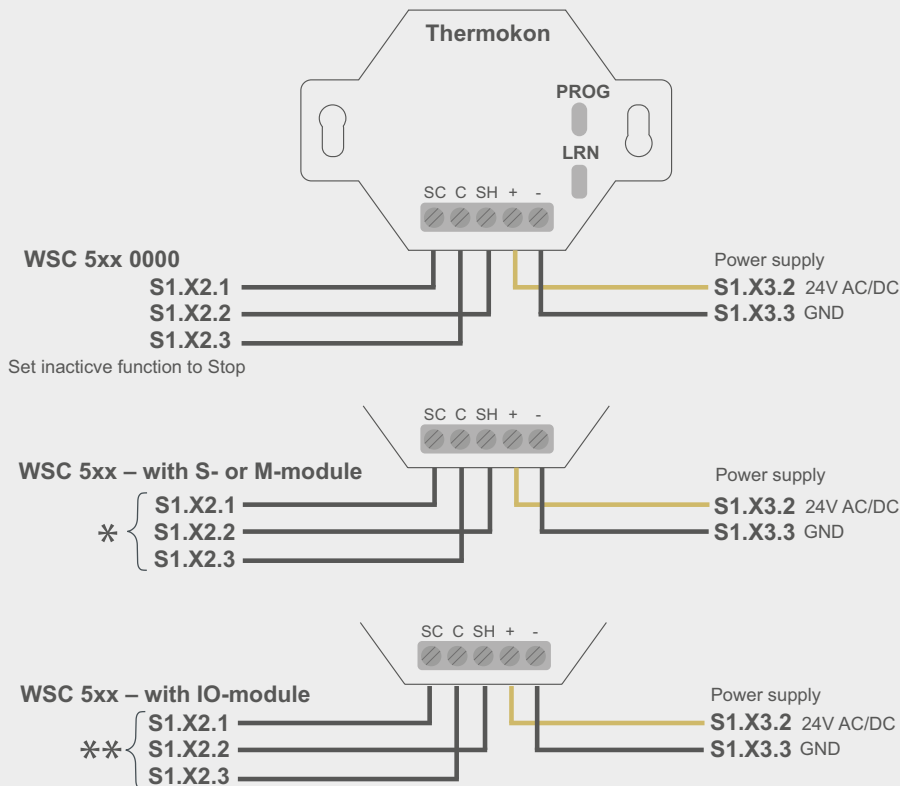 Thermokon
PROG
LRN
SC C SH + -
WSC 5xx 0000
Power supply
S1.X2.1
S1.X3.2 24V AC/DC
S1.X2.2
S1.X3.3 GND
S1.X2.3
Set inacticve function to Stop
SC C SH + -
WSC 5xx – with S- or M-module
Power supply
S1.X2.1
S1.X3.2 24V AC/DC
* S1.X2.2
S1.X3.3 GND
S1.X2.3
SC C SH + -
WSC 5xx – with IO-module
Power supply
S1.X2.1
S1.X3.2 24V AC/DC
** S1.X2.2
S1.X3.3 GND
S1.X2.3